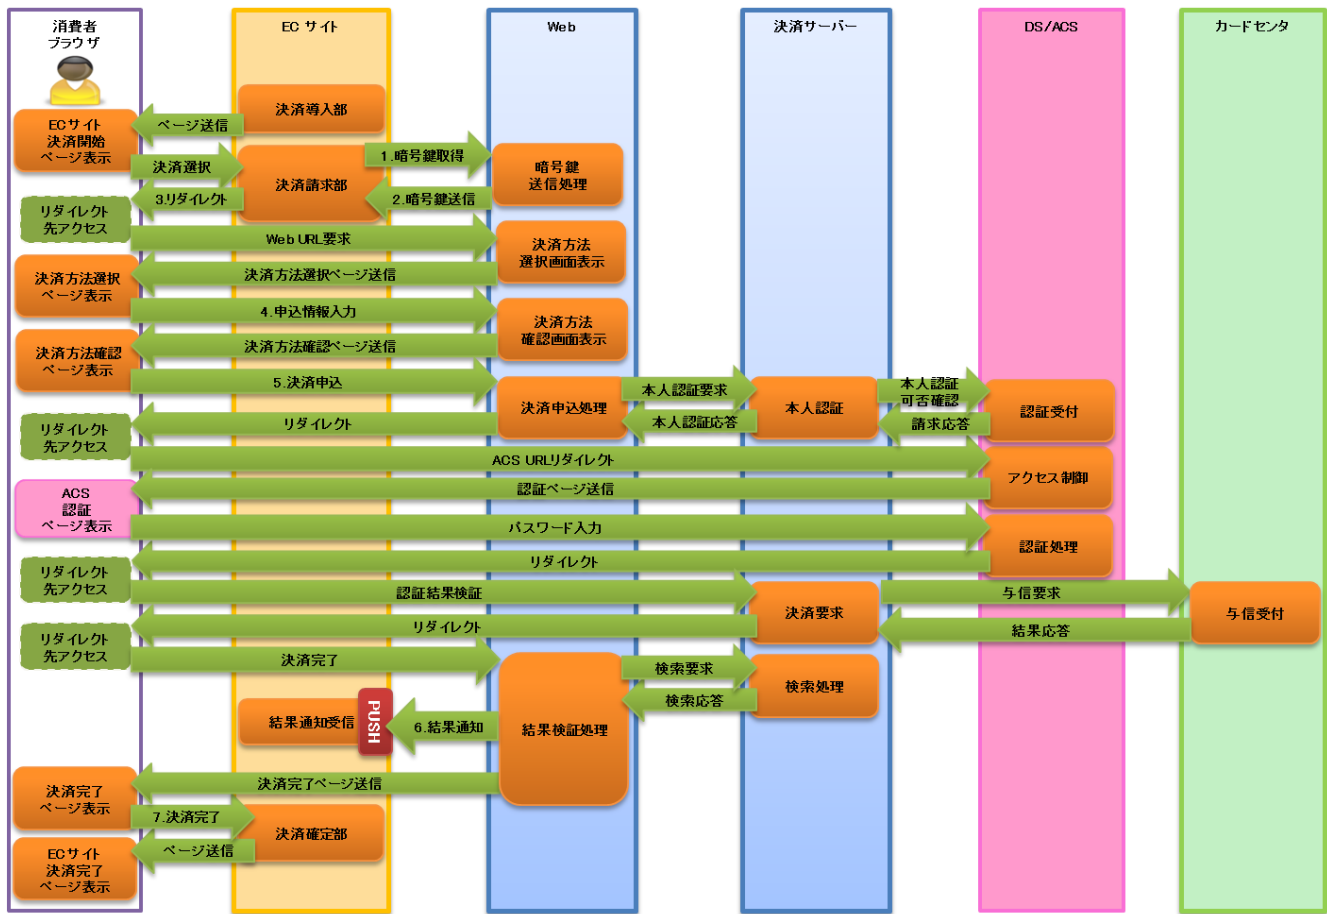 消費者
ブラウザ
ECサイト
Web
決済サーバー
DS/ACS
カードセンタ
決済導入部
ページ送信
ECサイト
決済開始
ページ表示
決済選択
決済請求部
1.暗号鍵取得
暗号鍵
送信処理
3.リダイレクト
2.暗号鍵送信
リダイレクト
先アクセス
Web URL要求
決済方法
選択画面表示
決済方法選択ページ送信
決済方法選択
ページ表示
4.申込情報入力
決済方法
確認画面表示
決済方法確認ページ送信
決済方法確認
ページ表示
5.決済申込
決済申込処理
本人認証要求
本人認証
本人認証
可否確認
認証受付
リダイレクト
本人認証応答
請求応答
リダイレクト
先アクセス
ACS URLリダイレクト
アクセス制御
認証ページ送信
ACS
認証
ページ表示
パスワード入力
認証処理
リダイレクト
リダイレクト
先アクセス
認証結果検証
決済要求
与信要求
与信受付
リダイレクト
結果応答
リダイレクト
先アクセス
決済完了
検索要求
検索処理
検索応答
結果通知受信
PUSH
6.結果通知
結果検証処理
決済完了ページ送信
決済完了
ページ表示
7.決済完了
決済確定部
ページ送信
ECサイト
決済完了
ページ表示